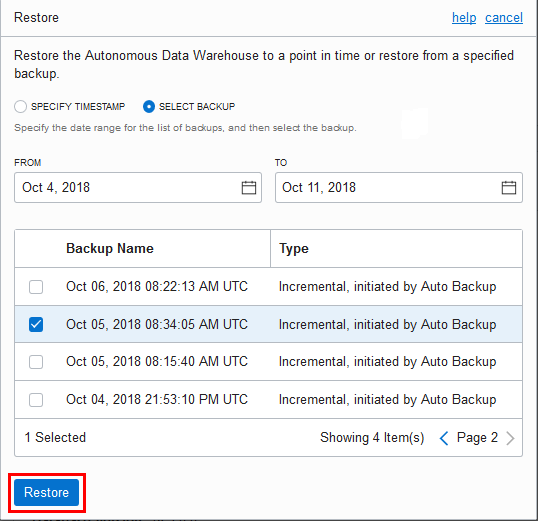 Restore help cancel
Restore the Autonomous Data Warehouse to a point in time or restore from a specified
backup.
SPECIFY TIMESTAMP SELECT BACKUP
Specify the date range for the list of backups, and then select the backup.
FROM TO
Oct 4, 2018 Oct 11, 2018
Backup Name Type
Oct 06, 2018 08:22:13 AM UTC Incremental, initiated by Auto Backup
Oct 05, 2018 08:34:05 AM UTC Incremental, initiated by Auto Backup
Oct 05, 2018 08:15:40 AM UTC Incremental, initiated by Auto Backup
Oct 04, 2018 21:53:10 PM UTC Incremental, initiated by Auto Backup
1 Selected Showing 4 Item(s) Page 2
Restore